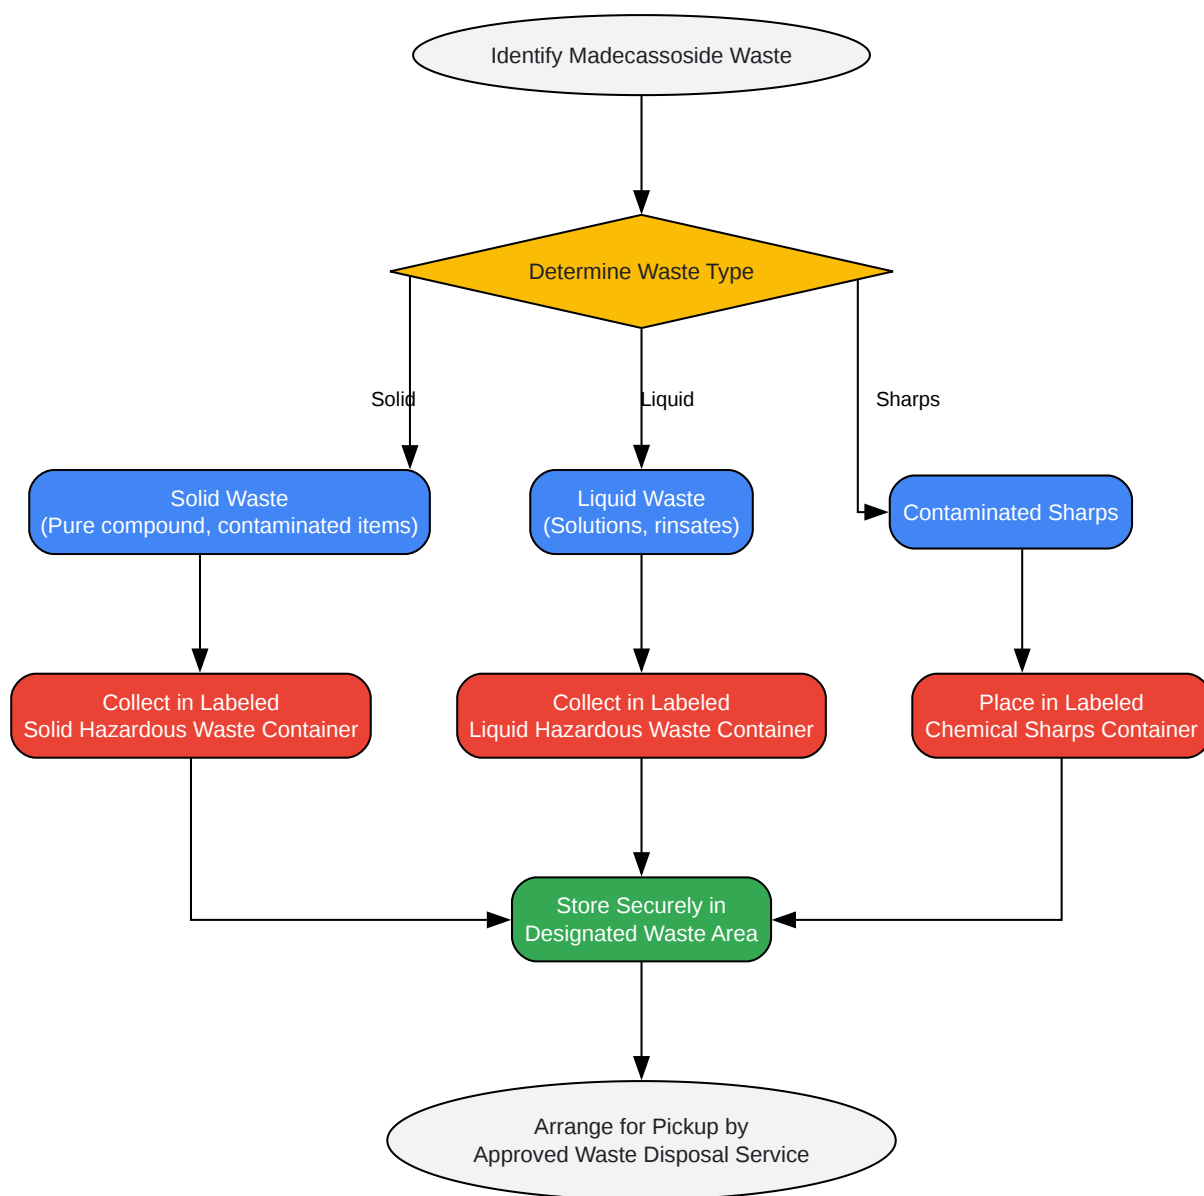 Identify Madecassoside Waste
Determine Waste Type
Solid
Liquid
Sharps
Solid Waste
(Pure compound, contaminated items)
Liquid Waste
(Solutions, rinsates)
Contaminated Sharps
Collect in Labeled
Solid Hazardous Waste Container
Collect in Labeled
Liquid Hazardous Waste Container
Place in Labeled
Chemical Sharps Container
Store Securely in
Designated Waste Area
Arrange for Pickup by
Approved Waste Disposal Service